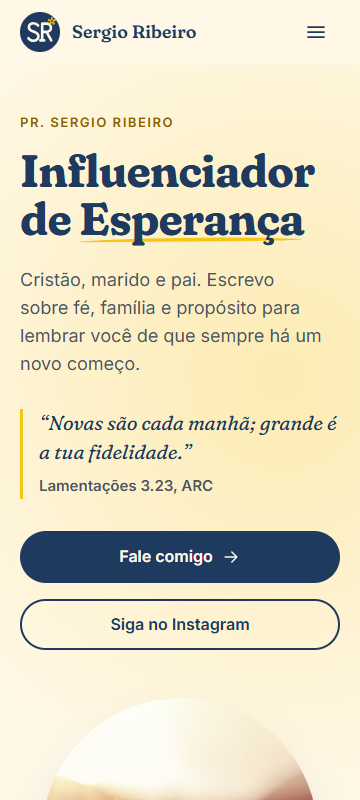 SR
Sergio Ribeiro
PR. SERGIO RIBEIRO
Influenciador
de Esperança
Cristão, marido e pai. Escrevo
sobre fé, família e propósito para
lembrar você de que sempre há um
novo começo.
“Novas são cada manhã; grande é
a tua fidelidade.”
Lamentações 3.23, ARC
Fale comigo →
Siga no Instagram